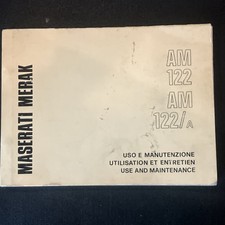 MASERATI MERAK
AM
122
AM
122/A
USO E MANUTENZIONE
UTILISATION ET ENTRETIEN
USE AND MAINTENANCE